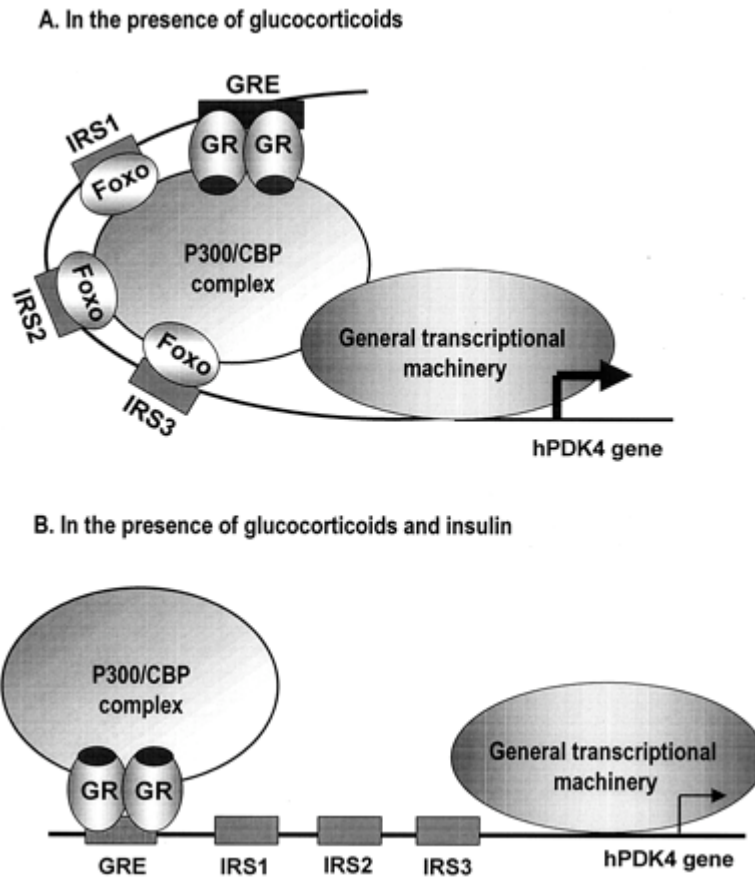 A. In the presence of glucocorticoids
GRE
IRS1
GR GR
Foxo
P300/CBP
complex
Foxo
IRS2
Foxo
General transcriptional
machinery
IRS3
hPDK4 gene
B. In the presence of glucocorticoids and insulin
P300/CBP
complex
General transcriptional
machinery
GR GR
GRE IRS1 IRS2 IRS3 hPDK4 gene